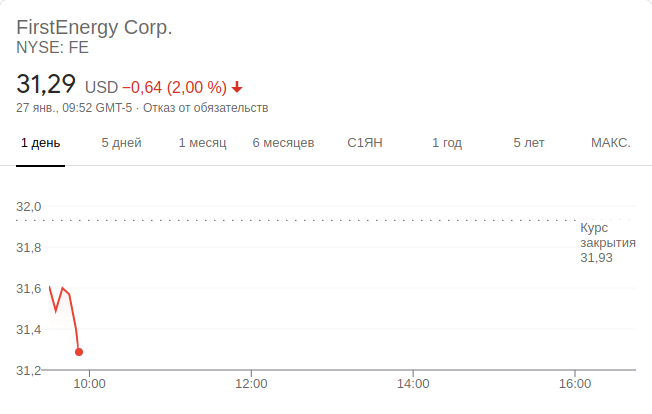 FirstEnergy Corp.
NYSE: FE
31,29 USD −0,64 (2,00 %)
27 янв., 09:52 GMT-5 · Отказ от обязательств
1 день 5 дней 1 месяц 6 месяцев С1ЯН 1 год 5 лет МАКС.
32,0
Курс
закрытия
31,93
31,8
31,6
31,4
31,2
10:00 12:00 14:00 16:00